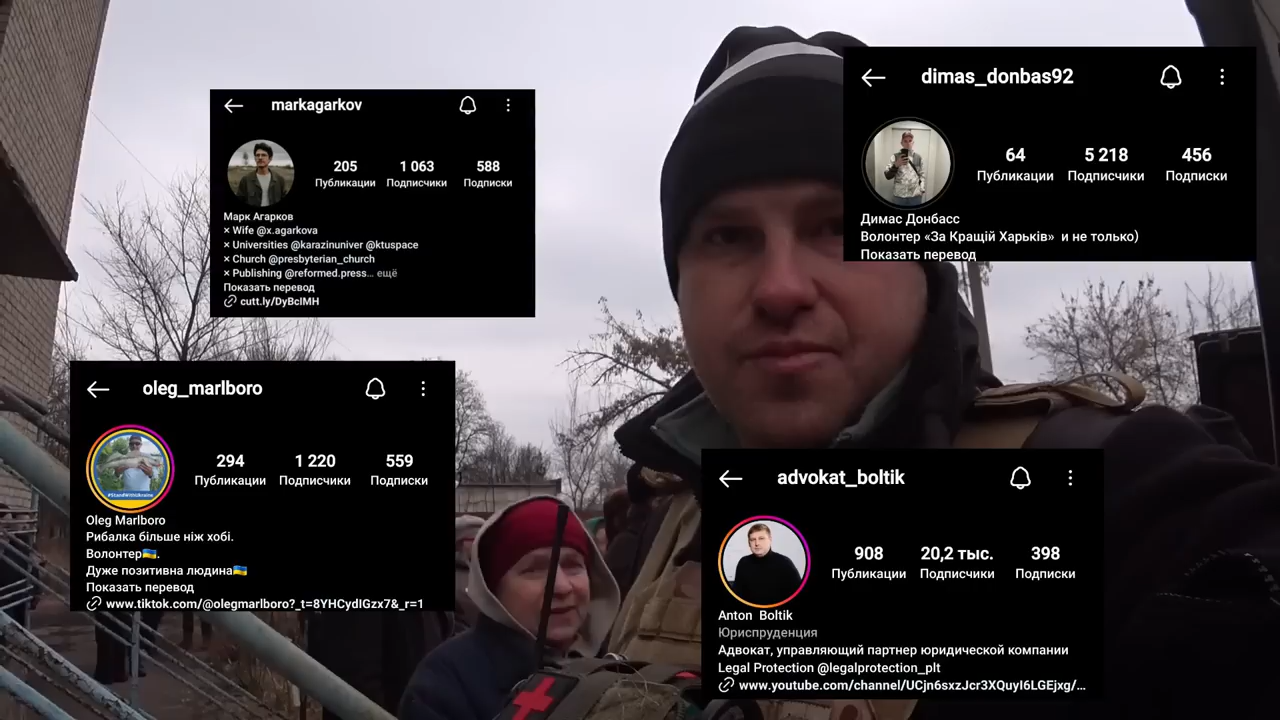 markagarkov
205 1 063 588
Публикации Подписчики Подписки
Марк Агарков
× Wife @x.agarkova
× Universities @karazinuniver @ktuspace
× Church @presbyterian_church
× Publishing @reformed.press... ещё
Показать перевод
cutt.ly/DyBcIMH
dimas_donbas92
64 5 218 456
Публикации Подписчики Подписки
Димас Донбасс
Волонтер «За Кращій Харьків» и не только)
Показать перевод
oleg_marlboro
294 1 220 559
Публикации Подписчики Подписки
#StandWithUkraine
Oleg Marlboro
Рибалка більше ніж хобі.
Волонтер🇺🇦.
Дуже позитивна людина🇺🇦
Показать перевод
www.tiktok.com/@olegmarlboro?_t=8YHCydIGzx7&_r=1
advokat_boltik
908 20,2 тыс. 398
Публикации Подписчики Подписки
Anton Boltik
Юриспруденция
Адвокат, управляющий партнер юридической компании
Legal Protection @legalprotection_plt
www.youtube.com/channel/UCjn6sxzJcr3XQuyI6LGEjxg/...